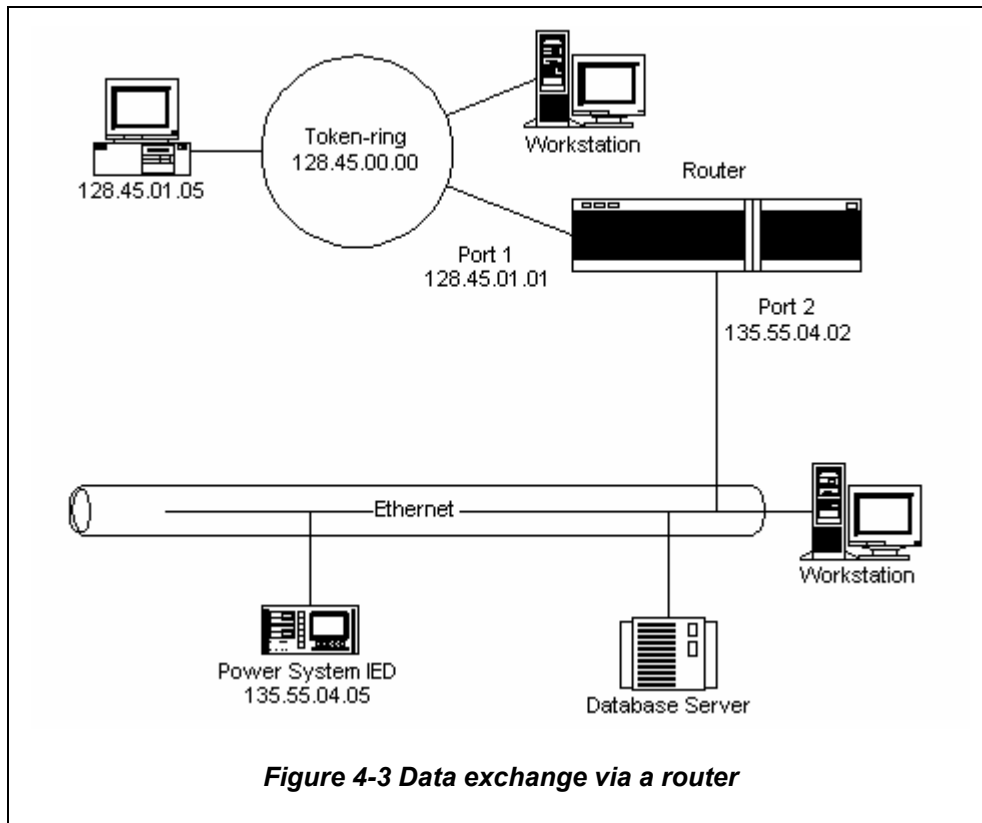 Token-ring
128.45.00.00
128.45.01.05
Workstation
Router
Port 1
128.45.01.01
Port 2
135.55.04.02
Ethernet
Workstation
Power System IED
135.55.04.05
Database Server
Figure 4-3 Data exchange via a router